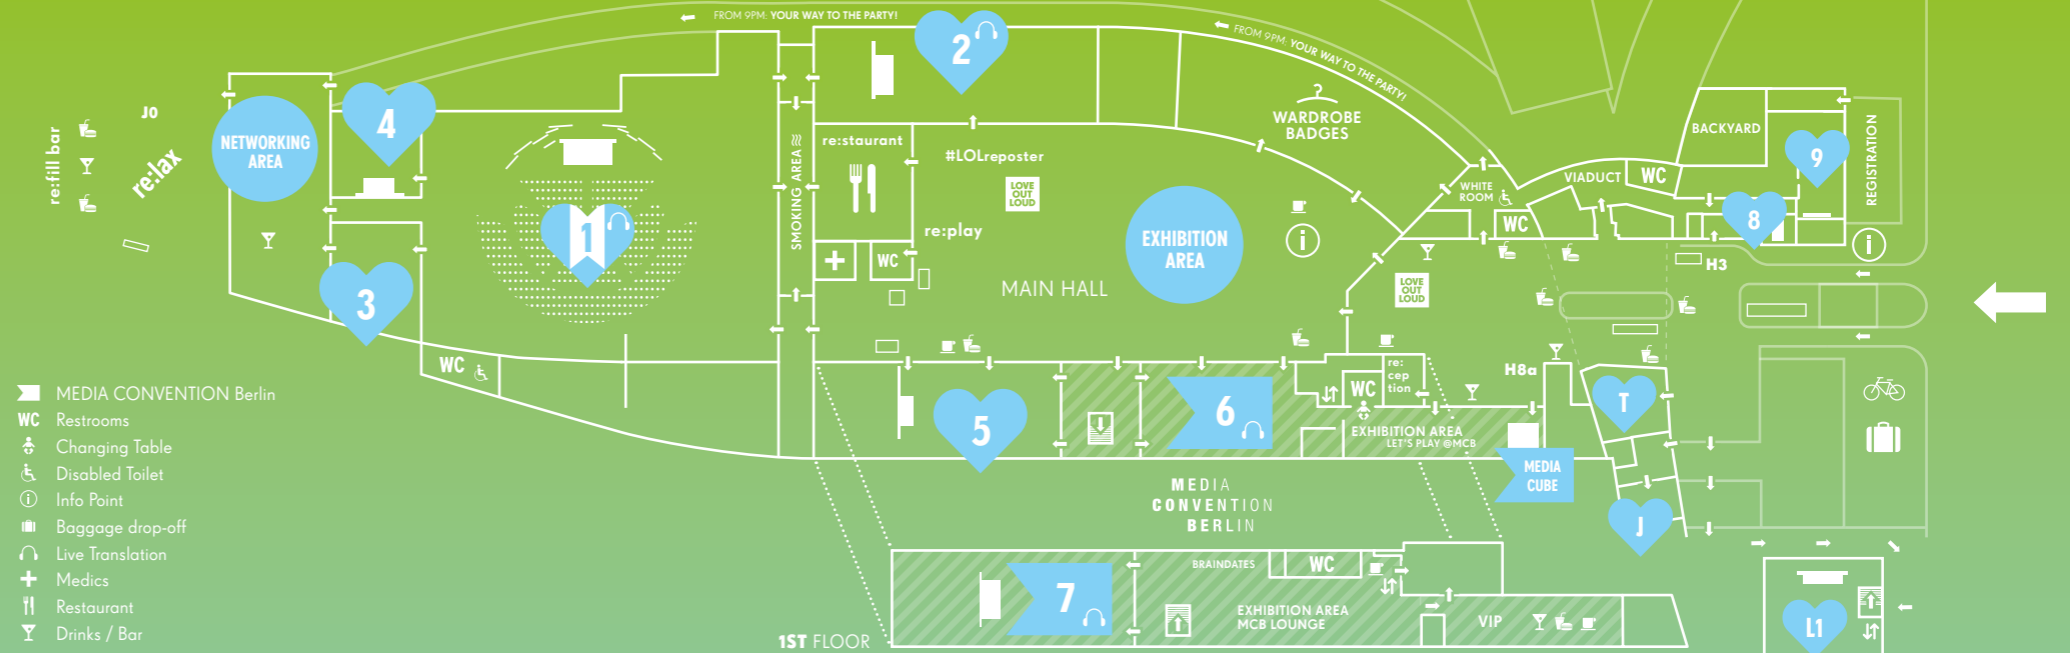 FROM 9PM: YOUR WAY TO THE PARTY!
FROM 9PM: YOUR WAY TO THE PARTY!
re:fill bar
J0
re:lax
NETWORKING
AREA
4
3
1
2
SMOKING AREA
re:staurant
#LOLreposter
LOVE
OUT
LOUD
re:play
WC
MAIN HALL
EXHIBITION
AREA
WARDROBE
BADGES
i
WHITE
ROOM
WC
VIADUCT
WC
BACKYARD
9
REGISTRATION
8
i
H3
LOVE
OUT
LOUD
WC
5
6
WC
re:
cep
tion
EXHIBITION AREA
LET'S PLAY @MCB
H8a
T
MEDIA
CUBE
J
MEDIA
CONVENTION
BERLIN
7
BRAINDATES
WC
EXHIBITION AREA
MCB LOUNGE
VIP
1ST FLOOR
L1
MEDIA CONVENTION Berlin
WC Restrooms
Changing Table
Disabled Toilet
i Info Point
Baggage drop-off
Live Translation
Medics
Restaurant
Drinks / Bar